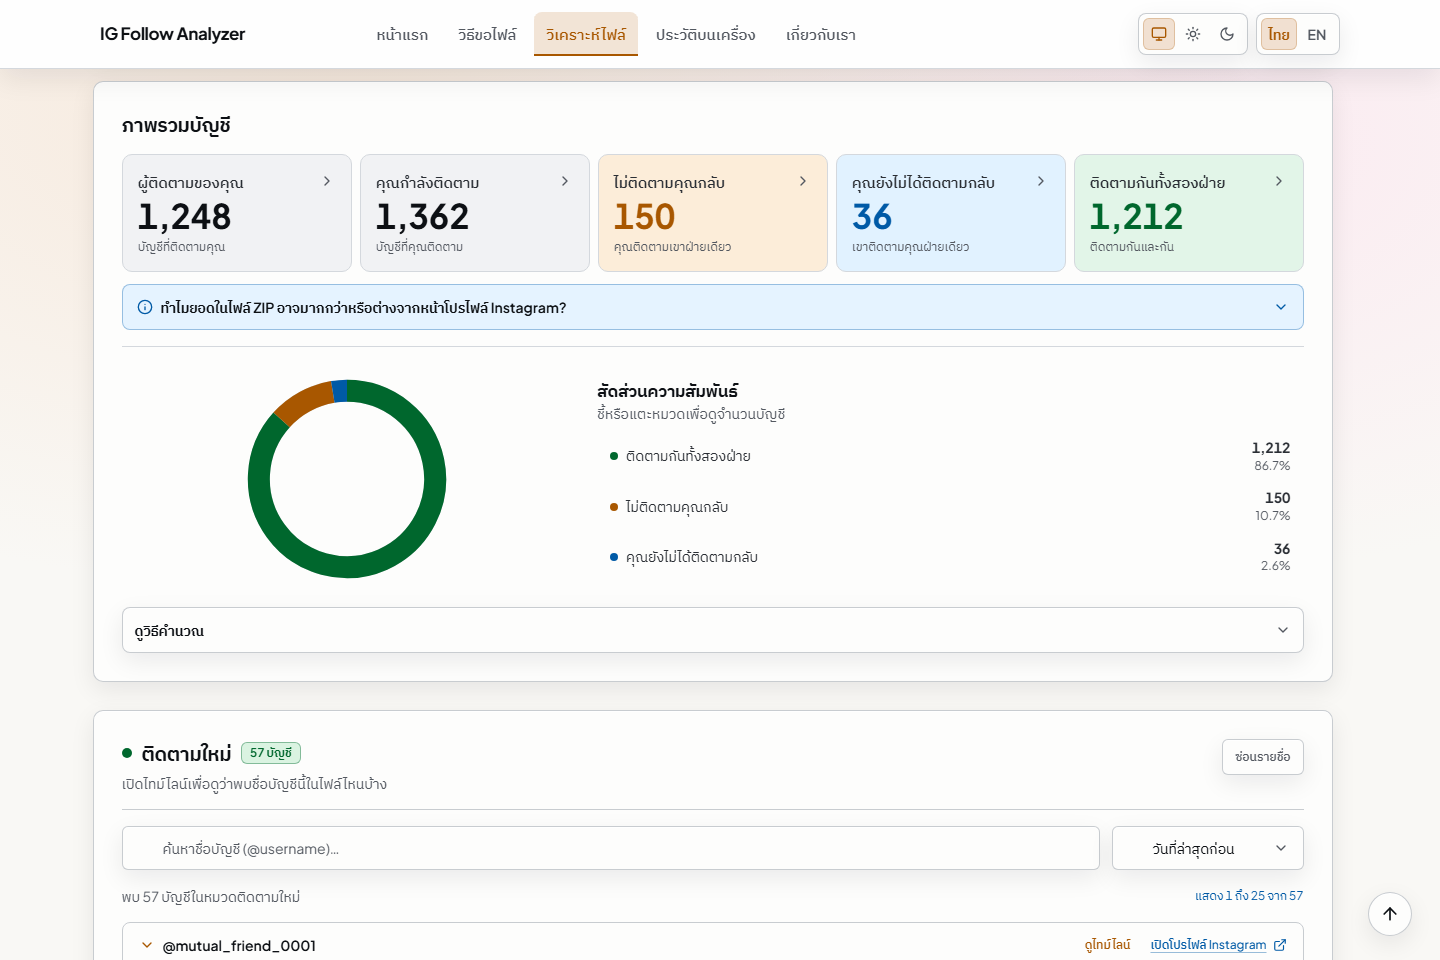 IG Follow Analyzer
หน้าแรก
วิธีขอไฟล์
วิเคราะห์ไฟล์
ประวัติบนเครื่อง
เกี่ยวกับเรา
ไทย
EN
ภาพรวมบัญชี
ผู้ติดตามของคุณ
1,248
บัญชีที่ติดตามคุณ
คุณกำลังติดตาม
1,362
บัญชีที่คุณติดตาม
ไม่ติดตามคุณกลับ
150
คุณติดตามเขาฝ่ายเดียว
คุณยังไม่ได้ติดตามกลับ
36
เขาติดตามคุณฝ่ายเดียว
ติดตามกันทั้งสองฝ่าย
1,212
ติดตามกันและกัน
ทำไมยอดในไฟล์ ZIP อาจมากกว่าหรือต่างจากหน้าโปรไฟล์ Instagram?
สัดส่วนความสัมพันธ์
ชี้หรือแตะหมวดเพื่อดูจำนวนบัญชี
ติดตามกันทั้งสองฝ่าย
1,212
86.7%
ไม่ติดตามคุณกลับ
150
10.7%
คุณยังไม่ได้ติดตามกลับ
36
2.6%
ดูวิธีคำนวณ
ติดตามใหม่
57 บัญชี
ซ่อนรายชื่อ
เปิดไทม์ไลน์เพื่อดูว่าพบชื่อบัญชีนี้ในไฟล์ไหนบ้าง
ค้นหาชื่อบัญชี (@username)...
วันที่ล่าสุดก่อน
พบ 57 บัญชีในหมวดติดตามใหม่
แสดง 1 ถึง 25 จาก 57
@mutual_friend_0001
ดูไทม์ไลน์
เปิดโปรไฟล์ Instagram